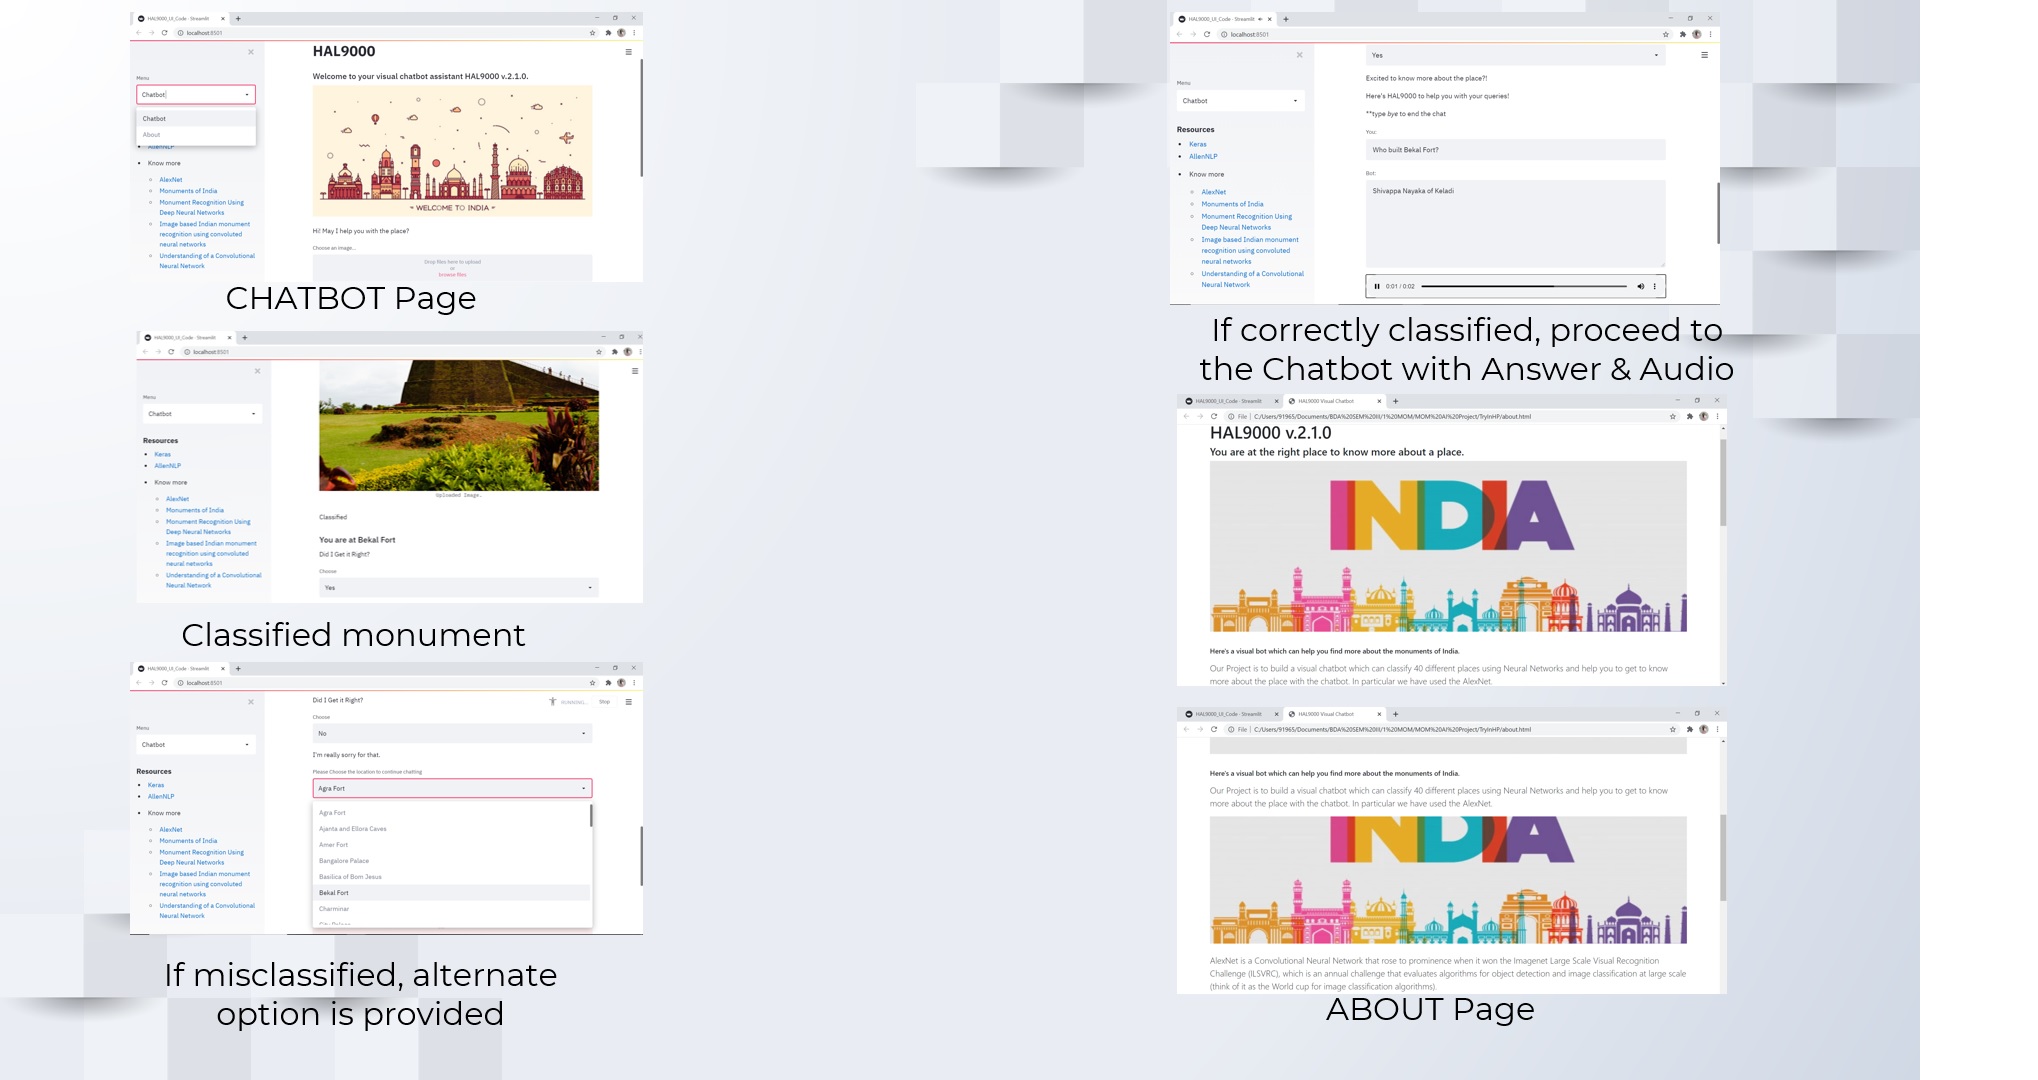 HAL9000_UI_Code · Streamlit
localhost:8501
HAL9000
Menu
Welcome to your visual chatbot assistant HAL9000 v.2.1.0.
Chatbot
Chatbot
About
AllenNLP
Know more
AlexNet
Monuments of India
Monument Recognition Using
Deep Neural Networks
Image based Indian monument
recognition using convoluted
neural networks
Understanding of a Convolutional
Neural Network
WELCOME TO INDIA
Hi! May I help you with the place?
Choose an image...
Drop files here to upload
or
browse files
CHATBOT Page
HAL9000_UI_Code · Streamlit
localhost:8501
Menu
Chatbot
Resources
Keras
AllenNLP
Know more
AlexNet
Monuments of India
Monument Recognition Using
Deep Neural Networks
Image based Indian monument
recognition using convoluted
neural networks
Understanding of a Convolutional
Neural Network
Uploaded Image.
Classified
You are at Bekal Fort
Did I Get it Right?
Choose
Yes
Classified monument
HAL9000_UI_Code · Streamlit
localhost:8501
Menu
Chatbot
Resources
Keras
AllenNLP
Know more
AlexNet
Monuments of India
Monument Recognition Using
Deep Neural Networks
Image based Indian monument
recognition using convoluted
neural networks
Understanding of a Convolutional
Neural Network
Did I Get it Right?
RUNNING... Stop
Choose
No
I'm really sorry for that.
Please Choose the location to continue chatting
Agra Fort
Agra Fort
Ajanta and Ellora Caves
Amer Fort
Bangalore Palace
Basilica of Bom Jesus
Bekal Fort
Charminar
City Palace
If misclassified, alternate
option is provided
HAL9000_UI_Code · Streamlit
localhost:8501
Menu
Chatbot
Resources
Keras
AllenNLP
Know more
AlexNet
Monuments of India
Monument Recognition Using
Deep Neural Networks
Image based Indian monument
recognition using convoluted
neural networks
Understanding of a Convolutional
Neural Network
Yes
Excited to know more about the place?!
Here's HAL9000 to help you with your queries!
**type bye to end the chat
You:
Who built Bekal Fort?
Bot:
Shivappa Nayaka of Keladi
0:01 / 0:02
If correctly classified, proceed to
the Chatbot with Answer & Audio
HAL9000_UI_Code · Streamlit HAL9000 Visual Chatbot
File C:/Users/91965/Documents/BDA%20SEM%20III/1%20MOM/MOM%20AI%20Project/TryInHP/about.html
HAL9000 v.2.1.0
You are at the right place to know more about a place.
INDIA
Here's a visual bot which can help you find more about the monuments of India.
Our Project is to build a visual chatbot which can classify 40 different places using Neural Networks and help you to get to know
more about the place with the chatbot. In particular we have used the AlexNet.
HAL9000_UI_Code · Streamlit HAL9000 Visual Chatbot
File C:/Users/91965/Documents/BDA%20SEM%20III/1%20MOM/MOM%20AI%20Project/TryInHP/about.html
Here's a visual bot which can help you find more about the monuments of India.
Our Project is to build a visual chatbot which can classify 40 different places using Neural Networks and help you to get to know
more about the place with the chatbot. In particular we have used the AlexNet.
INDIA
AlexNet is a Convolutional Neural Network that rose to prominence when it won the Imagenet Large Scale Visual Recognition
Challenge (ILSVRC), which is an annual challenge that evaluates algorithms for object detection and image classification at large scale
(think of it as the World cup for image classification algorithms).
ABOUT Page